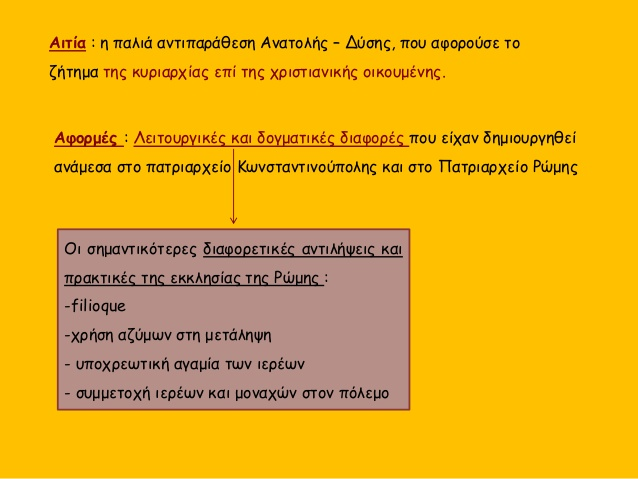 Αιτία : η παλιά αντιπαράθεση Ανατολής – Δύσης, που αφορούσε το
ζήτημα της κυριαρχίας επί της χριστιανικής οικουμένης.
Αφορμές : Λειτουργικές και δογματικές διαφορές που είχαν δημιουργηθεί
ανάμεσα στο πατριαρχείο Κωνσταντινούπολης και στο Πατριαρχείο Ρώμης
Οι σημαντικότερες διαφορετικές αντιλήψεις και
πρακτικές της εκκλησίας της Ρώμης :
-filioque
-χρήση αζύμων στη μετάληψη
- υποχρεωτική αγαμία των ιερέων
- συμμετοχή ιερέων και μοναχών στον πόλεμο